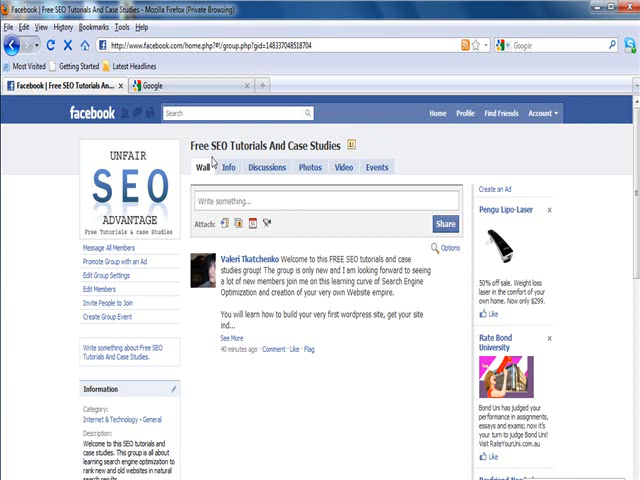 Facebook | Free SEO Tutorials And Case Studies - Mozilla Firefox (Private Browsing)
File Edit View History Bookmarks Tools Help
http://www.facebook.com/home.php?#!/group.php?gid=148337048518704
Google
Most Visited Getting Started Latest Headlines
Facebook | Free SEO Tutorials An... Google
facebook Search Home Profile Find Friends Account
Free SEO Tutorials And Case Studies
Wall Info Discussions Photos Video Events
UNFAIR
SEO
ADVANTAGE
Free Tutorials & case Studies
Message All Members
Promote Group with an Ad
Edit Group Settings
Edit Members
Invite People to Join
Create Group Event
Write something about Free SEO
Tutorials And Case Studies.
Information
Category:
Internet & Technology - General
Description:
Welcome to this SEO tutorials and
case studies. This group is all about
learning search engine optimization to
rank new and old websites in natural
search results.
Write something...
Attach:
Share
Options
Valeri Tkatchenko Welcome to this FREE SEO tutorials and case
studies group! The group is only new and I am looking forward to seeing
a lot of new members join me on this learning curve of Search Engine
Optimization and creation of your very own Website empire.
You will learn how to build your very first wordpress site, get your site
ind...
See More
40 minutes ago · Comment · Like · Flag
Create an Ad
Pengu Lipo-Laser
50% off sale. Weight loss
laser in the comfort of your
own home. Now only $299.
Like
Rate Bond
University
Bond Uni has judged your
performance in assignments,
essays and exams; now it's
your turn to judge Bond Uni!
Visit RateYourUni.com.au
Like